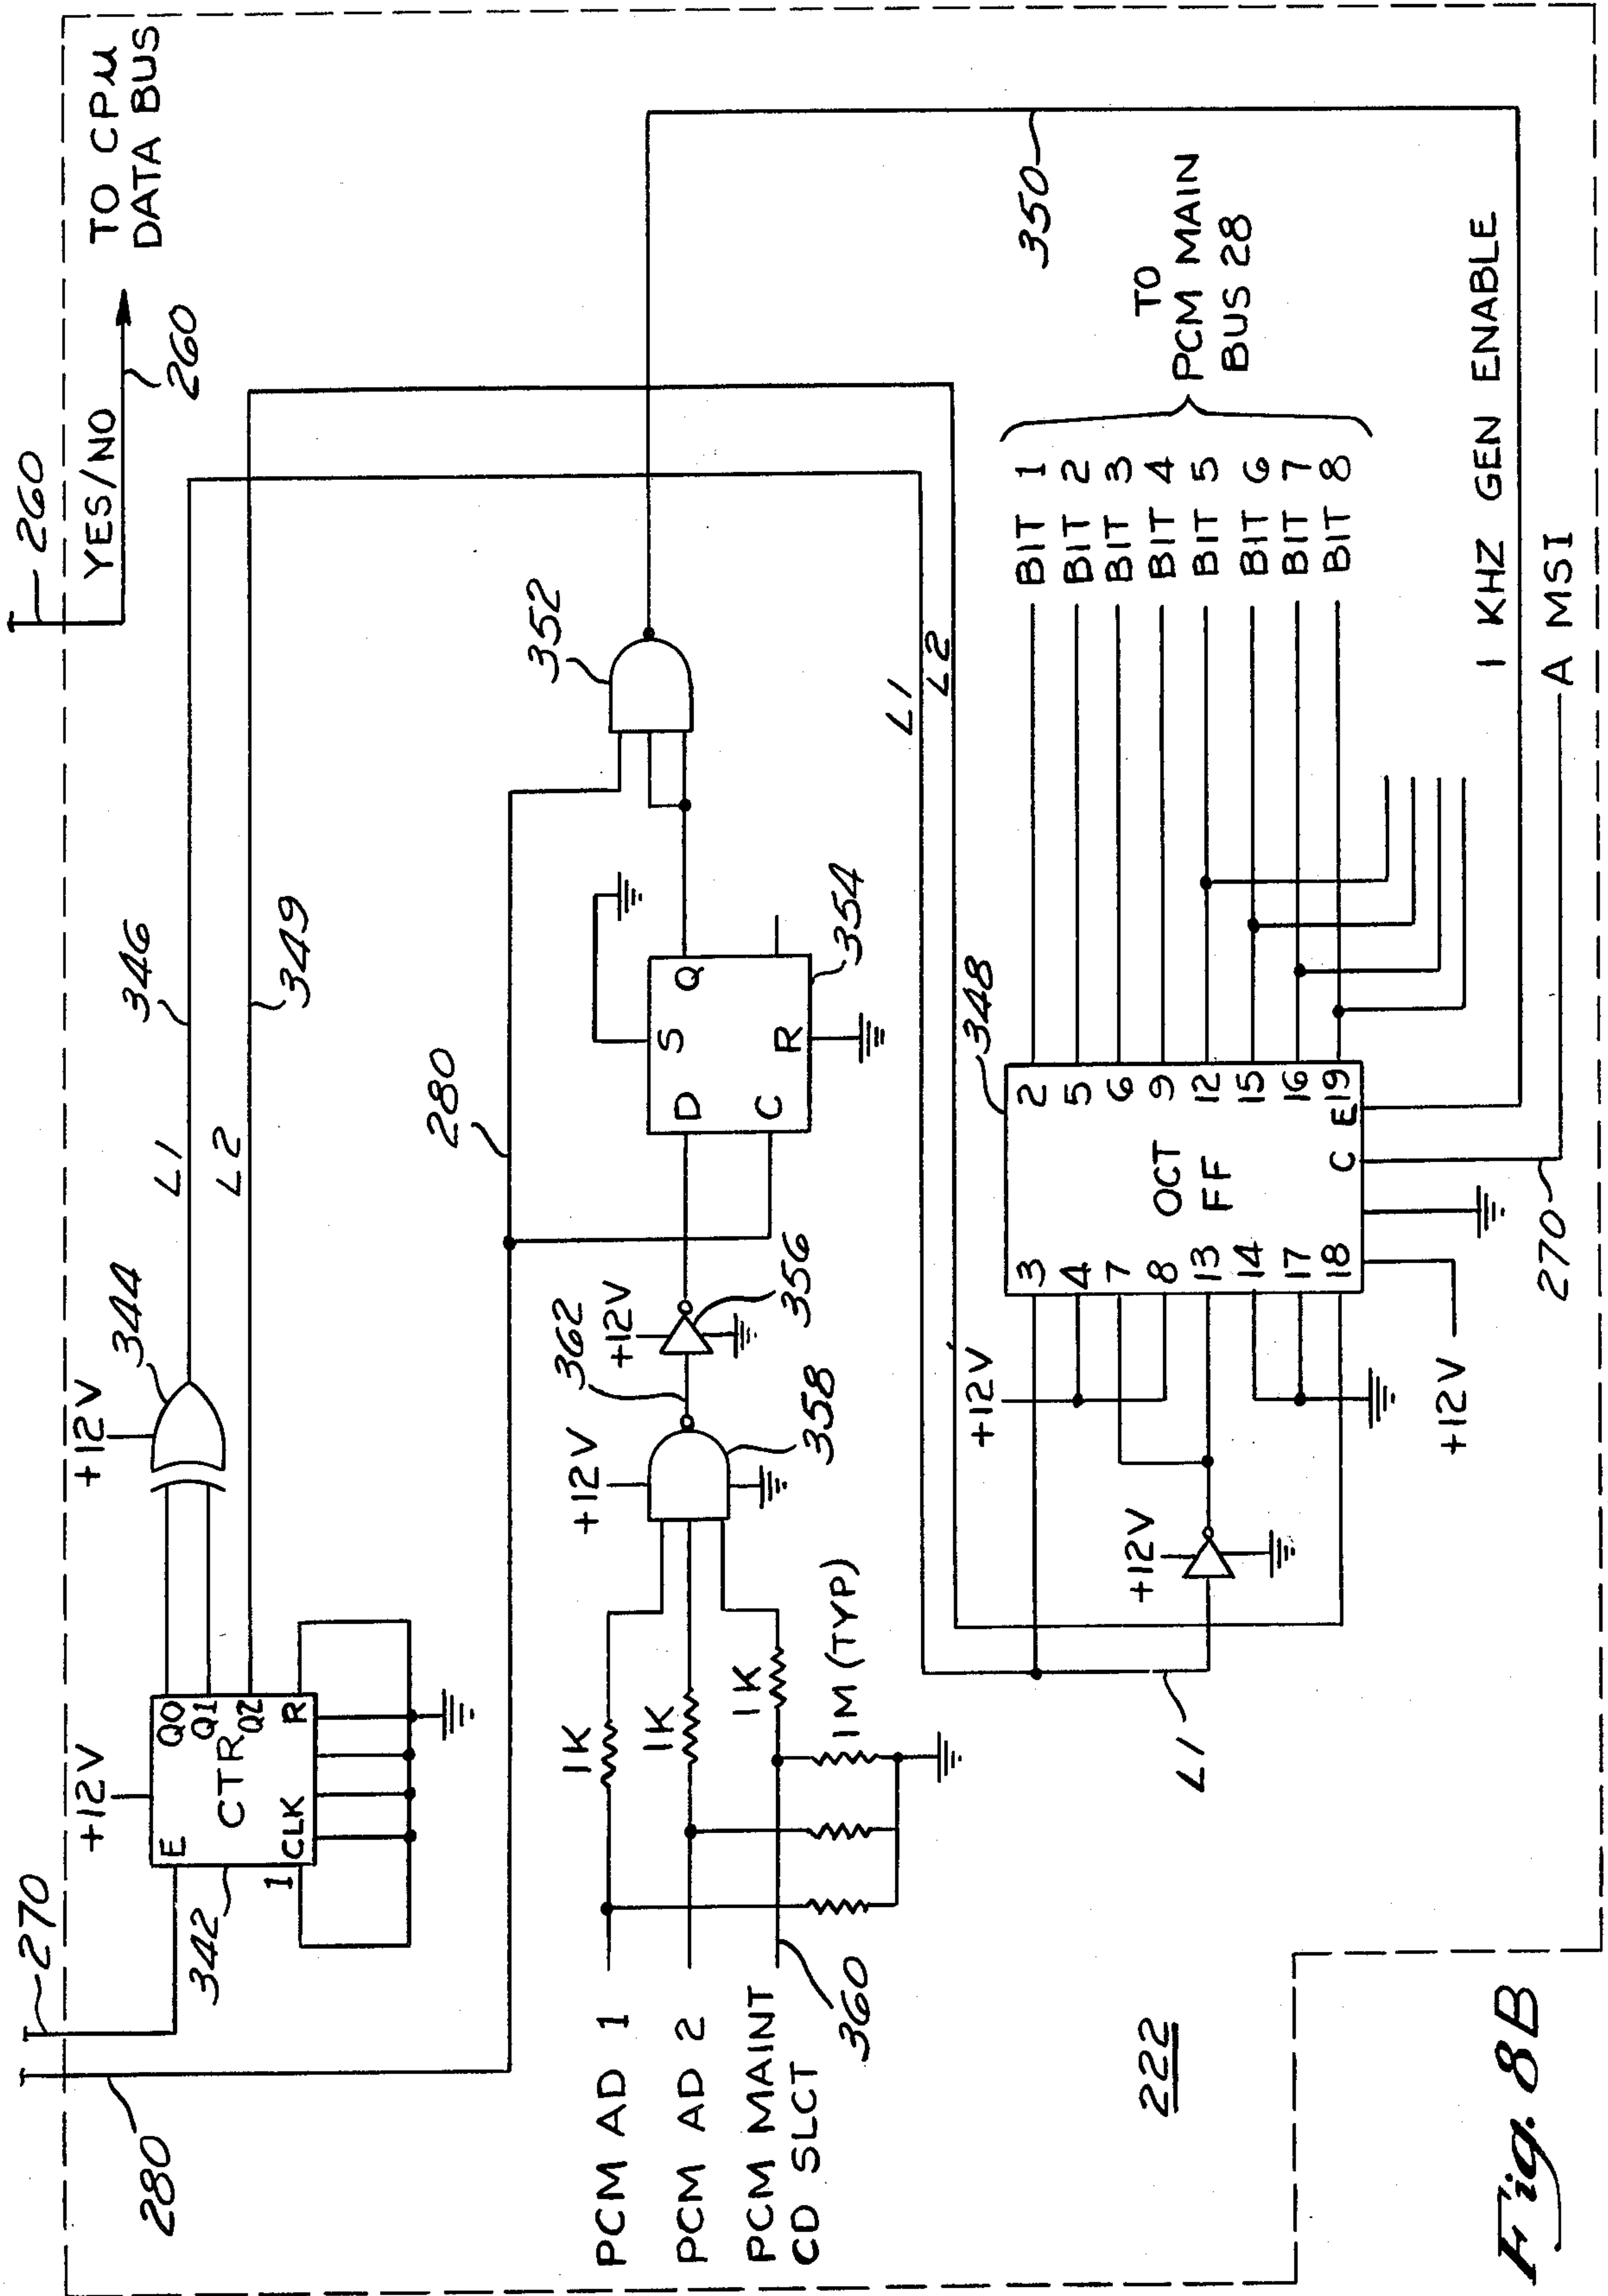 260
YES/NO
260
TO CPμ
DATA BUS
270
280
+12V
E
Q0
Q1
Q2
CTR
CLK
R
1
342
+12V
344
L1
346
L2
349
280
352
350
PCM AD 1
PCM AD 2
PCM MAINT
CD SLCT
360
1K
1K
1K
1M (TYP)
+12V
358
362
+12V
356
D
S
Q
C
R
354
L1
L2
L1
+12V
+12V
348
3
4
7
8
13
14
17
18
OCT
FF
2
5
6
9
12
15
16
19
C
E
+12V
270
BIT 1
BIT 2
BIT 3
BIT 4
BIT 5
BIT 6
BIT 7
BIT 8
TO
PCM MAIN
BUS 28
1 KHZ GEN ENABLE
A MSI
222
Fig. 8B